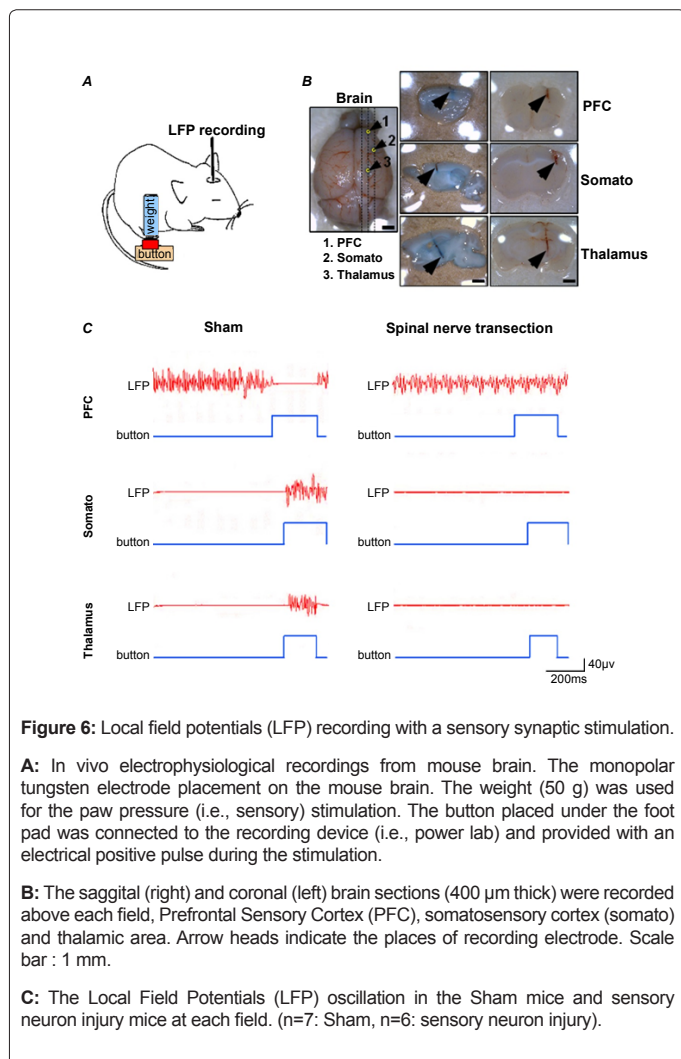 A
LFP recording
weight
button
B
Brain
1
2
3
1. PFC
2. Somato
3. Thalamus
PFC
Somato
Thalamus
C
Sham
Spinal nerve transection
PFC
LFP
button
LFP
button
Somato
LFP
button
LFP
button
Thalamus
LFP
button
LFP
button
40μv
200ms
Figure 6: Local field potentials (LFP) recording with a sensory synaptic stimulation.
A: In vivo electrophysiological recordings from mouse brain. The monopolar
tungsten electrode placement on the mouse brain. The weight (50 g) was used
for the paw pressure (i.e., sensory) stimulation. The button placed under the foot
pad was connected to the recording device (i.e., power lab) and provided with an
electrical positive pulse during the stimulation.
B: The saggital (right) and coronal (left) brain sections (400 μm thick) were recorded
above each field, Prefrontal Sensory Cortex (PFC), somatosensory cortex (somato)
and thalamic area. Arrow heads indicate the places of recording electrode. Scale
bar : 1 mm.
C: The Local Field Potentials (LFP) oscillation in the Sham mice and sensory
neuron injury mice at each field. (n=7: Sham, n=6: sensory neuron injury).